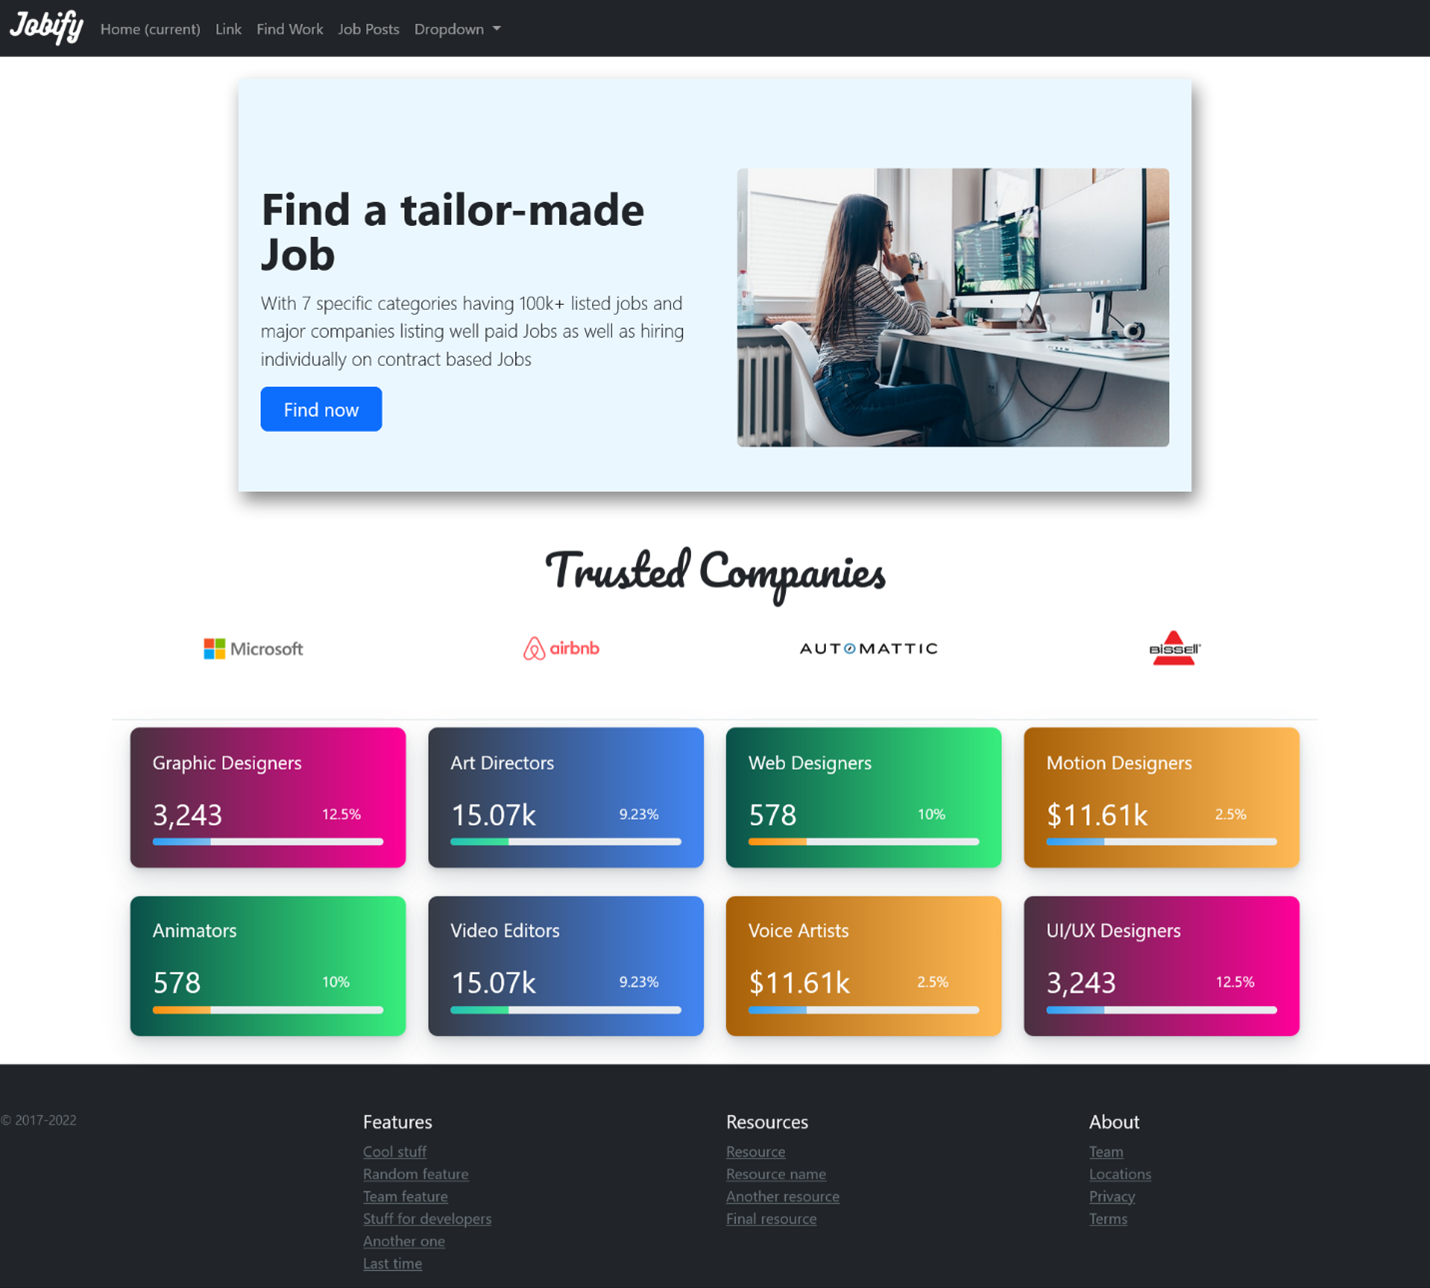 Jobify Home (current) Link Find Work Job Posts Dropdown
Find a tailor-made
Job
With 7 specific categories having 100k+ listed jobs and
major companies listing well paid Jobs as well as hiring
individually on contract based Jobs
Find now
Trusted Companies
Microsoft
airbnb
AUTOMATTIC
BISSELL
Graphic Designers
3,243 12.5%
Art Directors
15.07k 9.23%
Web Designers
578 10%
Motion Designers
$11.61k 2.5%
Animators
578 10%
Video Editors
15.07k 9.23%
Voice Artists
$11.61k 2.5%
UI/UX Designers
3,243 12.5%
© 2017-2022
Features
Cool stuff
Random feature
Team feature
Stuff for developers
Another one
Last time
Resources
Resource
Resource name
Another resource
Final resource
About
Team
Locations
Privacy
Terms